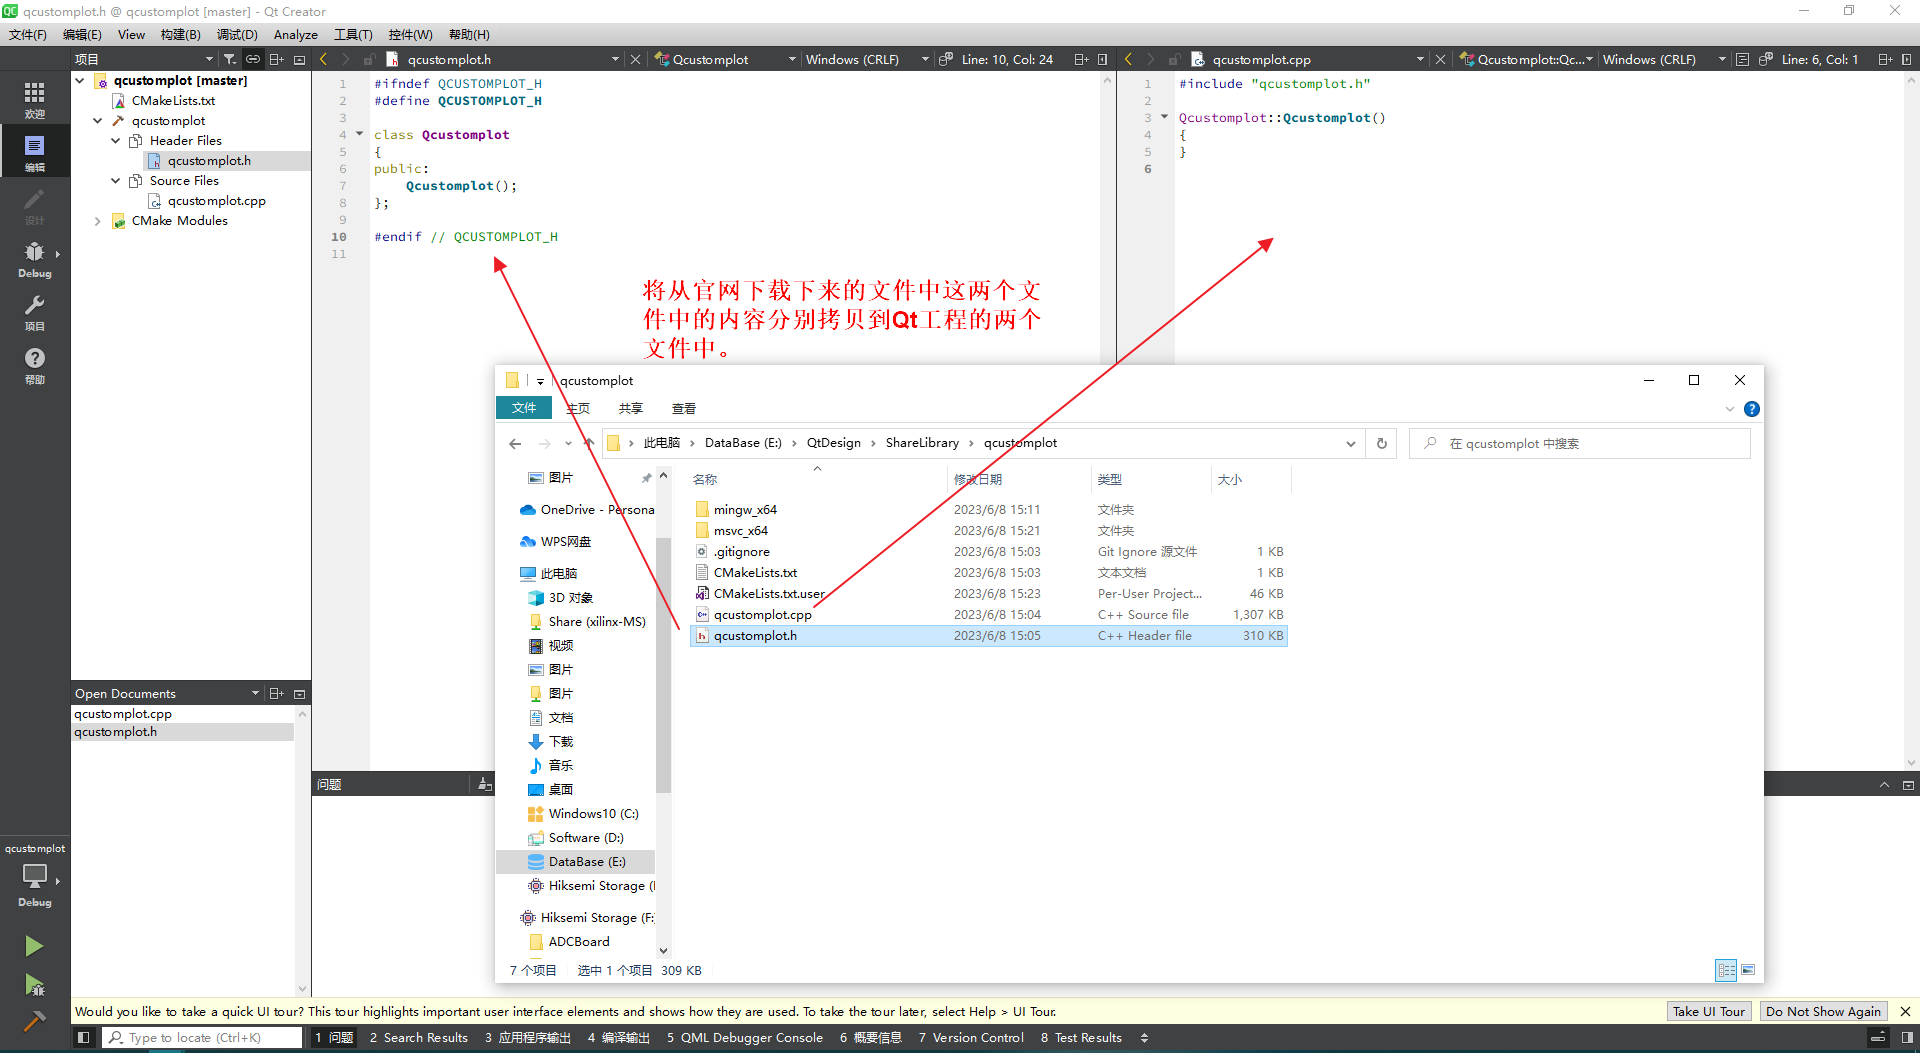 qcustomplot.h @ qcustomplot [master] - Qt Creator
文件(F) 编辑(E) View 构建(B) 调试(D) Analyze 工具(T) 控件(W) 帮助(H)
项目
qcustomplot.h
Qcustomplot
Windows (CRLF)
Line: 10, Col: 24
qcustomplot.cpp
Qcustomplot::Qc...
Windows (CRLF)
Line: 6, Col: 1
欢迎
编辑
设计
Debug
项目
帮助
qcustomplot [master]
CMakeLists.txt
qcustomplot
Header Files
qcustomplot.h
Source Files
qcustomplot.cpp
CMake Modules
1 #ifndef QCUSTOMPLOT_H
2 #define QCUSTOMPLOT_H
3
4 class Qcustomplot
5 {
6 public:
7 Qcustomplot();
8 };
9
10 #endif // QCUSTOMPLOT_H
11
1 #include "qcustomplot.h"
2
3 Qcustomplot::Qcustomplot()
4 {
5 }
6
将从官网下载下来的文件中这两个文
件中的内容分别拷贝到Qt工程的两个
文件中。
qcustomplot
文件 主页 共享 查看
此电脑 DataBase (E:) QtDesign ShareLibrary qcustomplot
在 qcustomplot 中搜索
图片
OneDrive - Persona
WPS网盘
此电脑
3D 对象
Share (xilinx-MS)
视频
图片
图片
文档
下载
音乐
桌面
Windows10 (C:)
Software (D:)
DataBase (E:)
Hiksemi Storage (
Hiksemi Storage (F:
ADCBoard
名称 修改日期 类型 大小
mingw_x64 2023/6/8 15:11 文件夹
msvc_x64 2023/6/8 15:21 文件夹
.gitignore 2023/6/8 15:03 Git Ignore 源文件 1 KB
CMakeLists.txt 2023/6/8 15:03 文本文档 1 KB
CMakeLists.txt.user 2023/6/8 15:23 Per-User Project... 46 KB
qcustomplot.cpp 2023/6/8 15:04 C++ Source file 1,307 KB
qcustomplot.h 2023/6/8 15:05 C++ Header file 310 KB
7 个项目 选中 1 个项目 309 KB
Open Documents
qcustomplot.cpp
qcustomplot.h
问题
qcustomplot
Debug
Would you like to take a quick UI tour? This tour highlights important user interface elements and shows how they are used. To take the tour later, select Help > UI Tour.
Take UI Tour
Do Not Show Again
Type to locate (Ctrl+K)
1 问题 2 Search Results 3 应用程序输出 4 编译输出 5 QML Debugger Console 6 概要信息 7 Version Control 8 Test Results